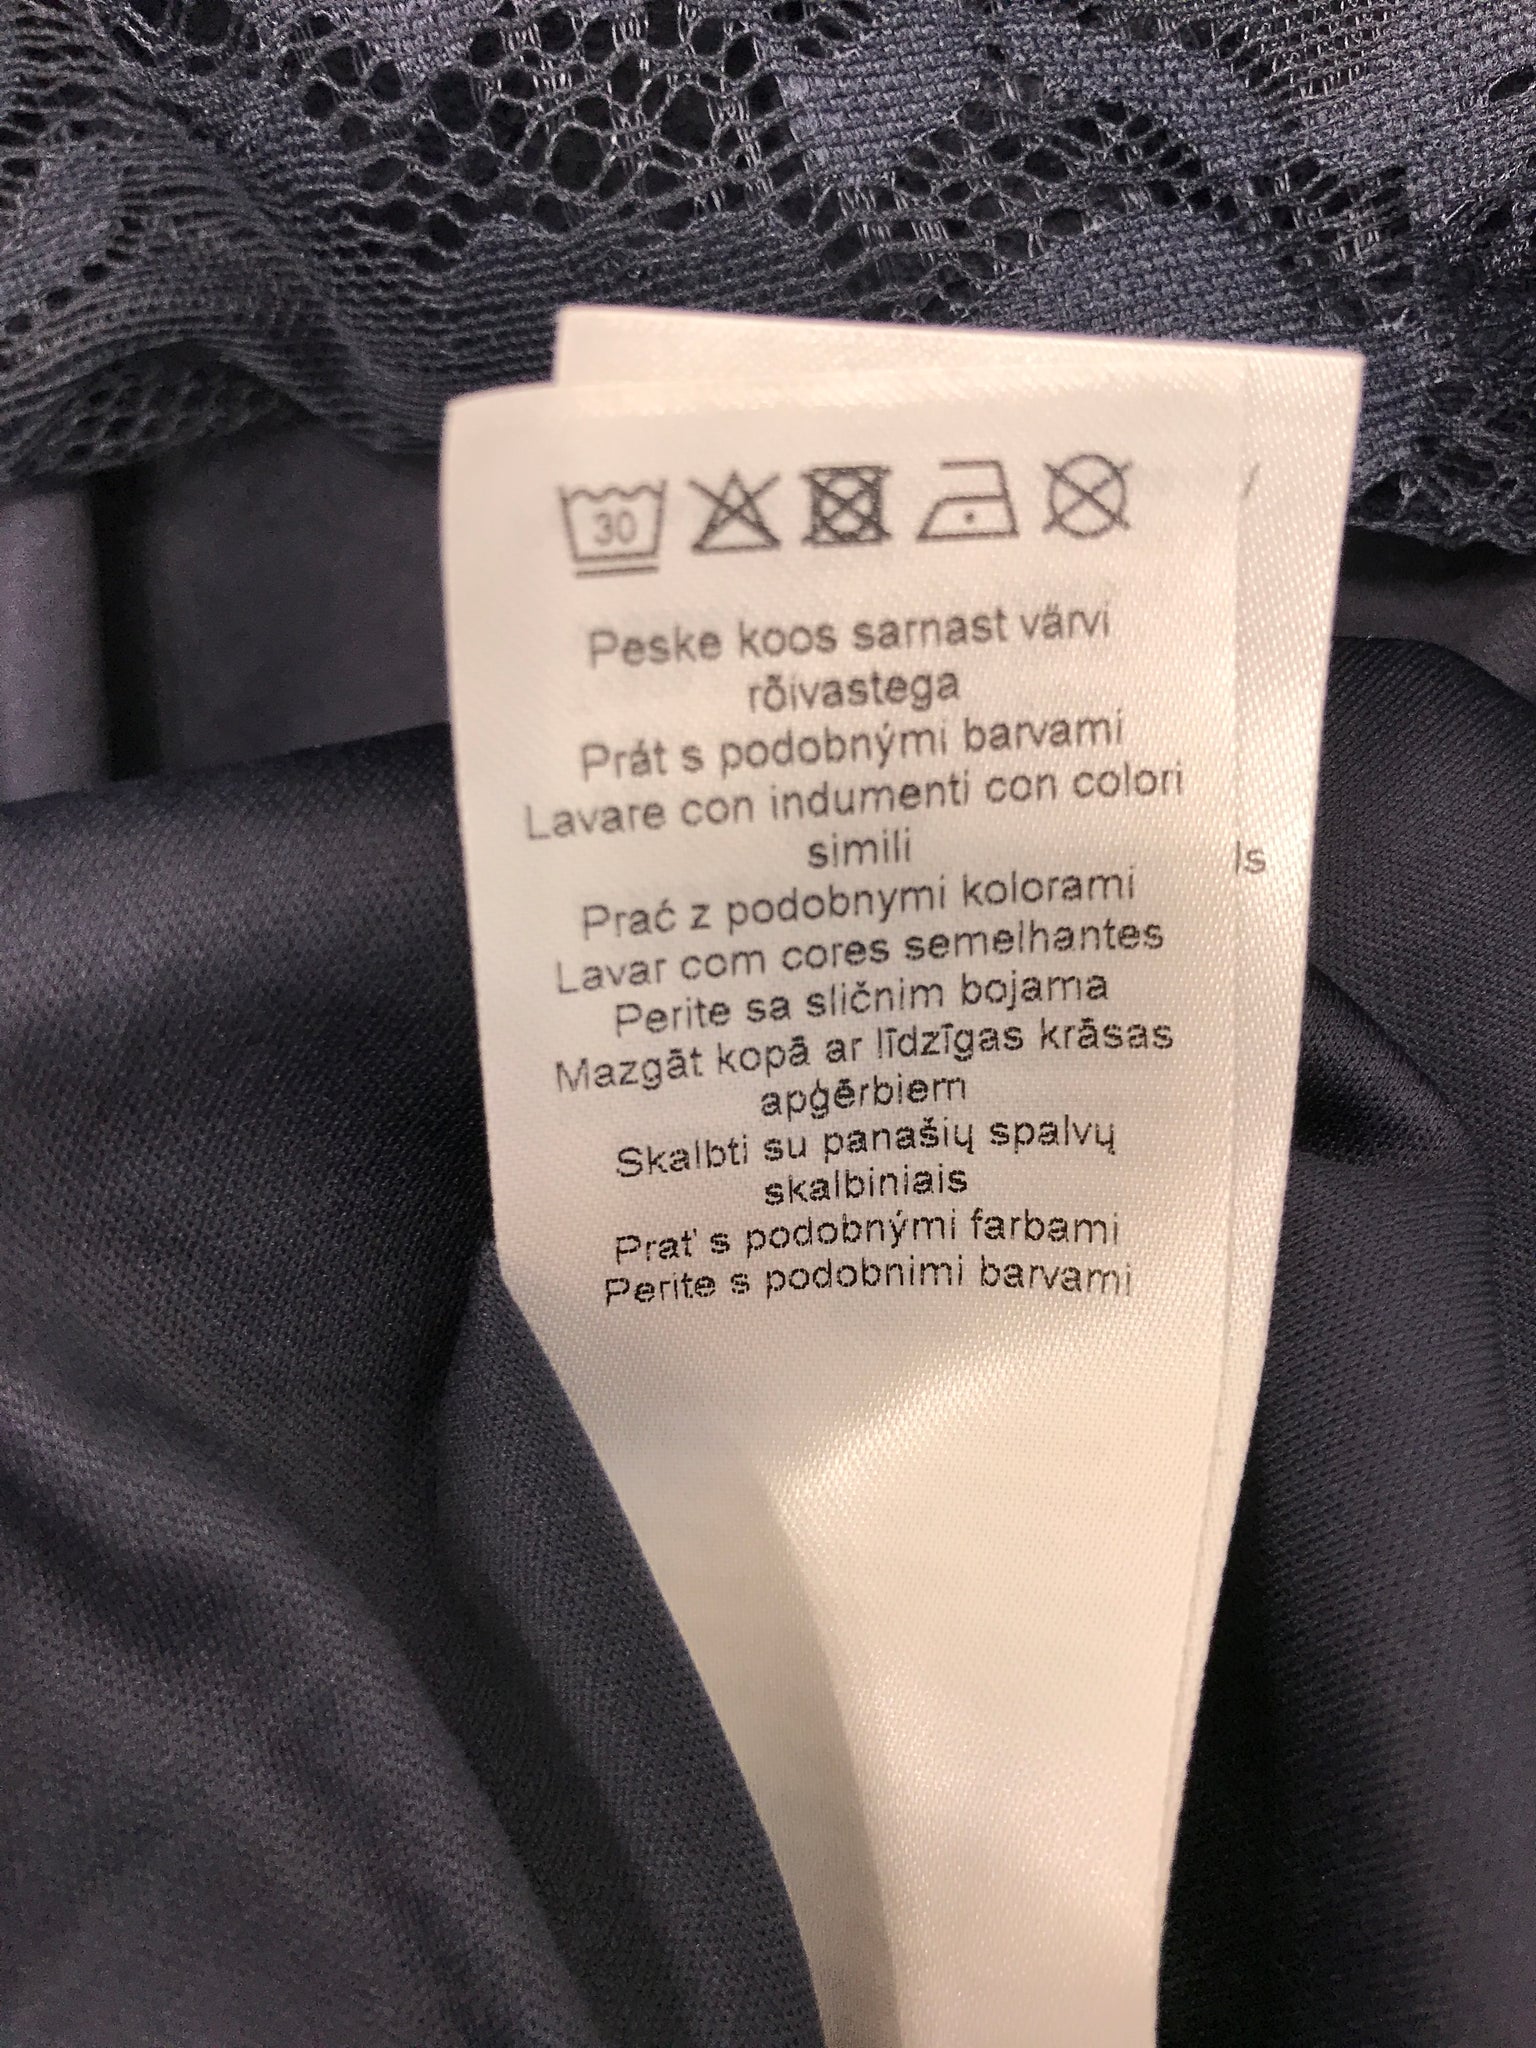 30
Peske koos sarnast värvi
rõivastega
Prát s podobnými barvami
Lavare con indumenti con colori
simili
Prać z podobnymi kolorami
Lavar com cores semelhantes
Perite sa sličnim bojama
Mazgāt kopā ar līdzīgas krāsas
apģērbiem
Skalbti su panašių spalvų
skalbiniais
Prať s podobnými farbami
Perite s podobnimi barvami
ls